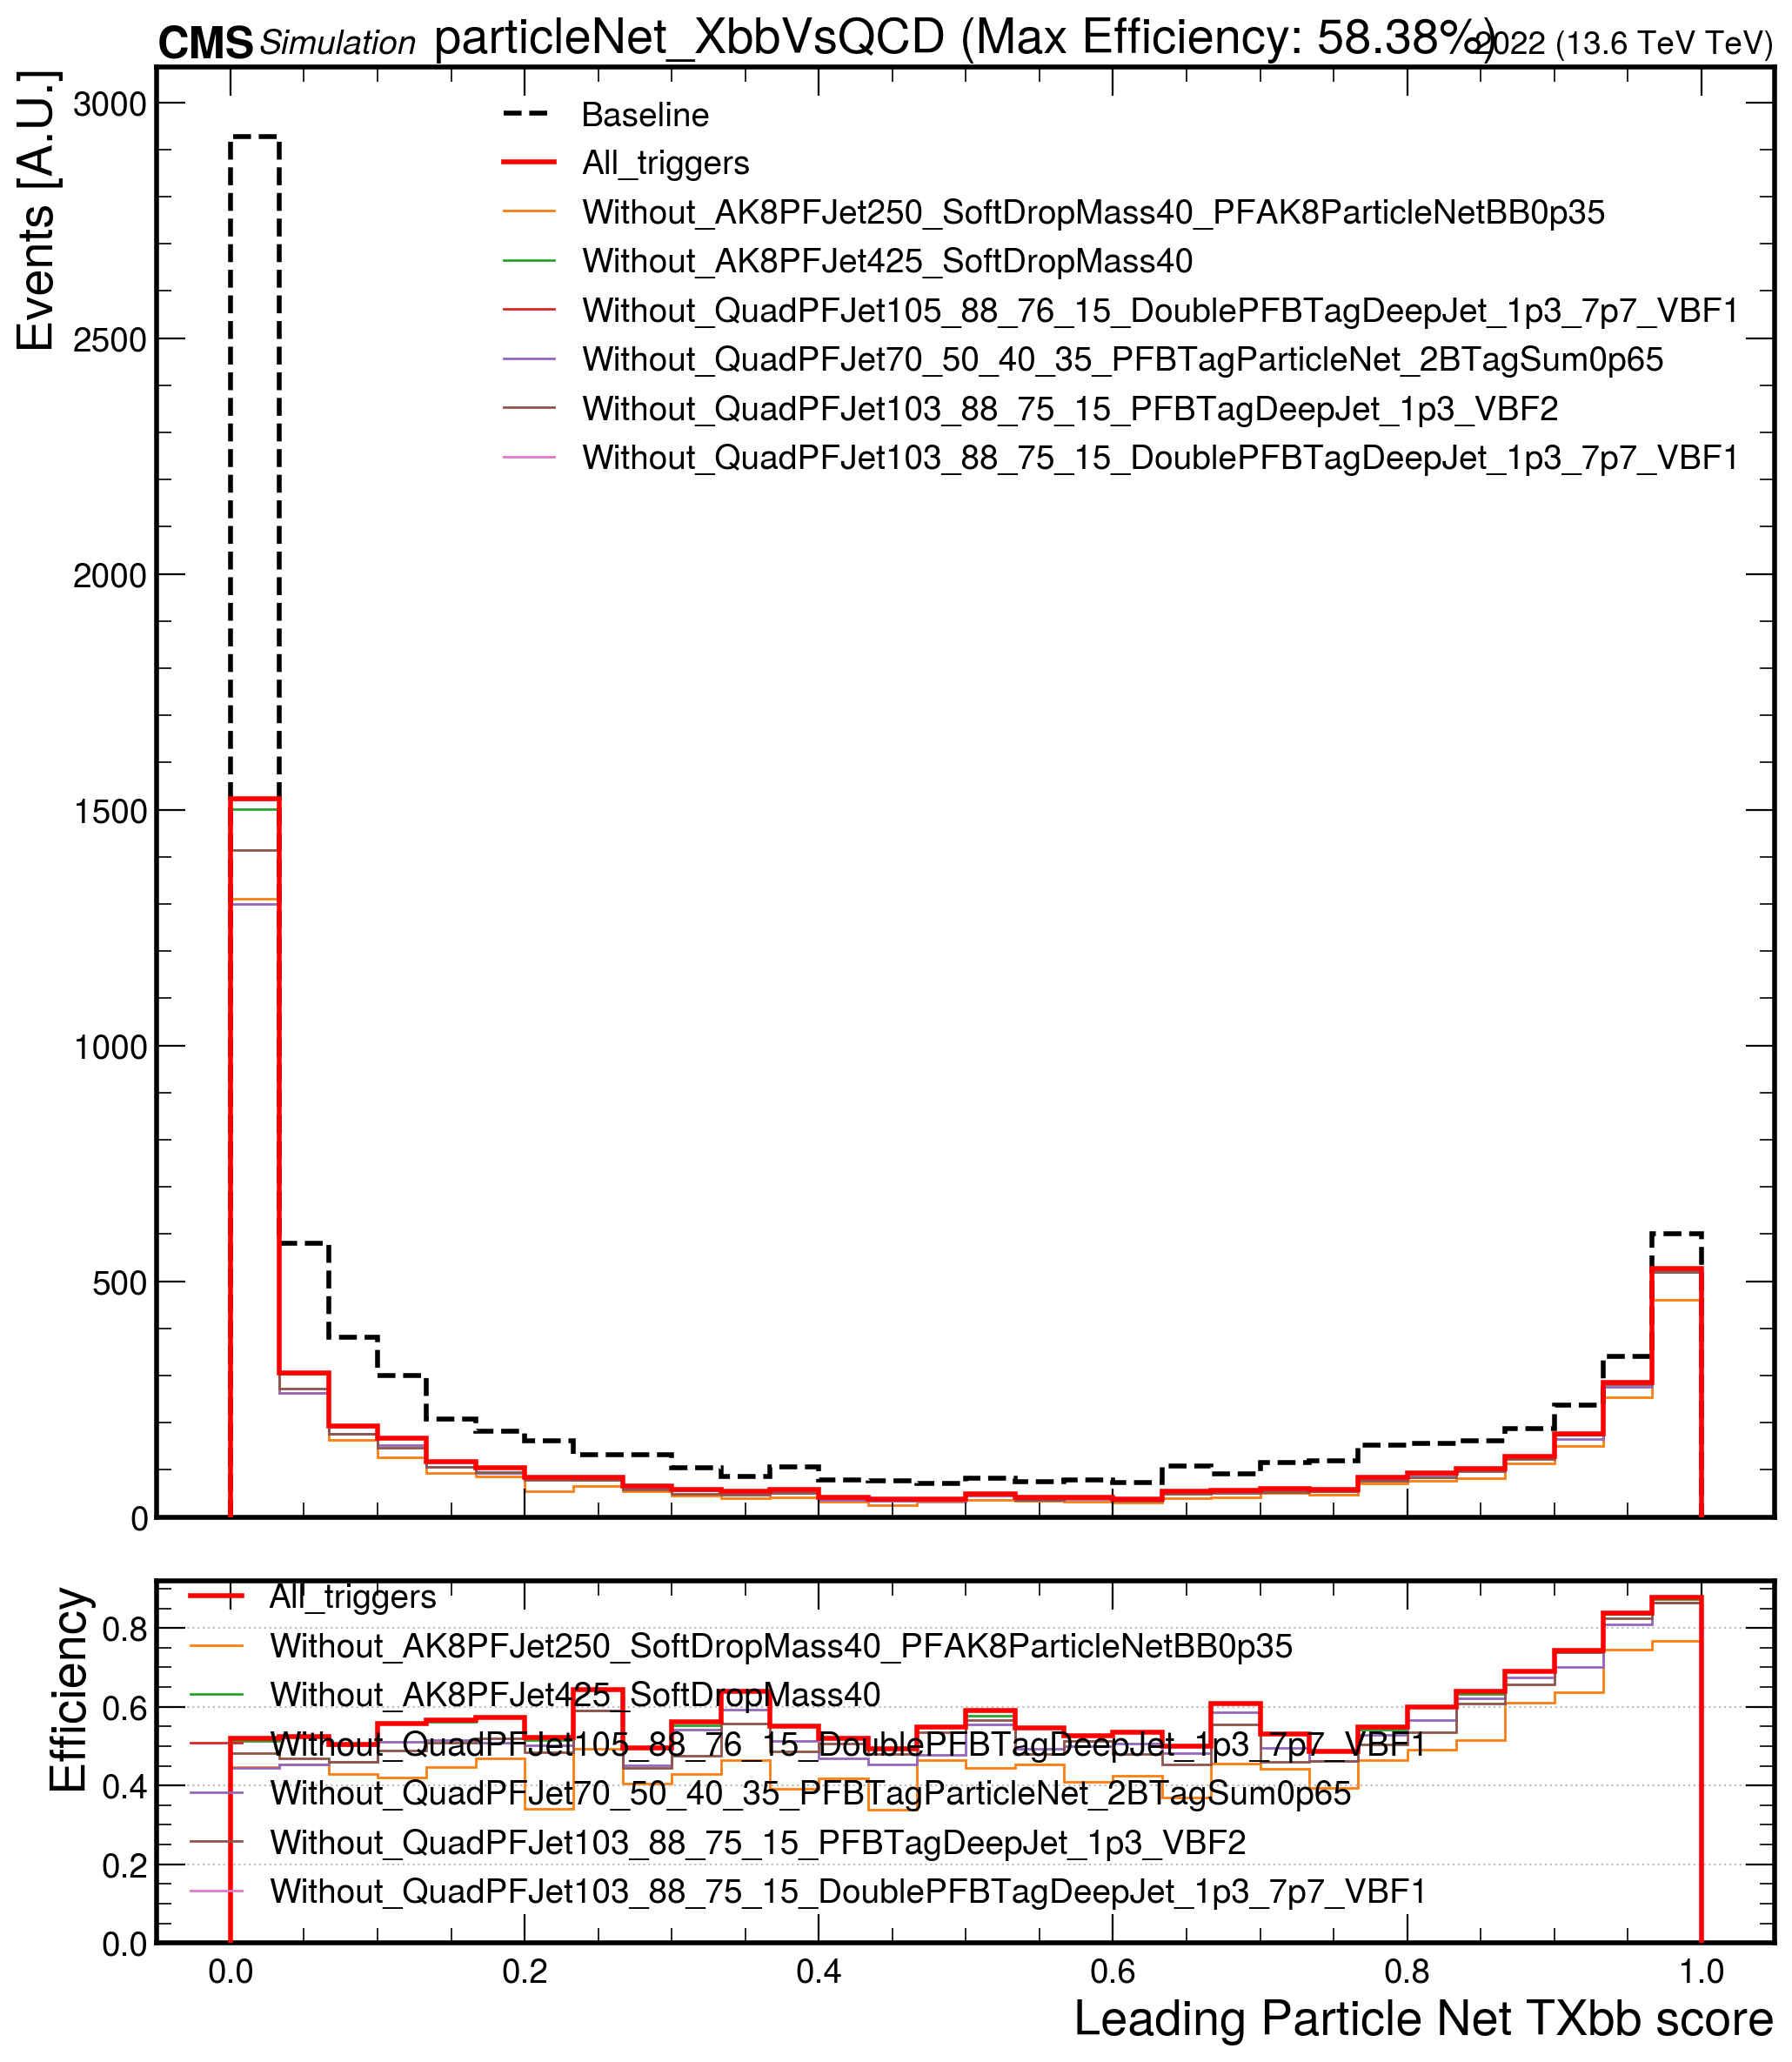 CMS Simulation particleNet_XbbVsQCD (Max Efficiency: 58.38%) 2022 (13.6 TeV TeV)
Events [A.U.]
3000
2500
2000
1500
1000
500
0
Baseline
All_triggers
Without_AK8PFJet250_SoftDropMass40_PFAK8ParticleNetBB0p35
Without_AK8PFJet425_SoftDropMass40
Without_QuadPFJet105_88_76_15_DoublePFBTagDeepJet_1p3_7p7_VBF1
Without_QuadPFJet70_50_40_35_PFBTagParticleNet_2BTagSum0p65
Without_QuadPFJet103_88_75_15_PFBTagDeepJet_1p3_VBF2
Without_QuadPFJet103_88_75_15_DoublePFBTagDeepJet_1p3_7p7_VBF1
Efficiency
0.8
0.6
0.4
0.2
0.0
All_triggers
Without_AK8PFJet250_SoftDropMass40_PFAK8ParticleNetBB0p35
Without_AK8PFJet425_SoftDropMass40
Without_QuadPFJet105_88_76_15_DoublePFBTagDeepJet_1p3_7p7_VBF1
Without_QuadPFJet70_50_40_35_PFBTagParticleNet_2BTagSum0p65
Without_QuadPFJet103_88_75_15_PFBTagDeepJet_1p3_VBF2
Without_QuadPFJet103_88_75_15_DoublePFBTagDeepJet_1p3_7p7_VBF1
0.0 0.2 0.4 0.6 0.8 1.0
Leading Particle Net TXbb score